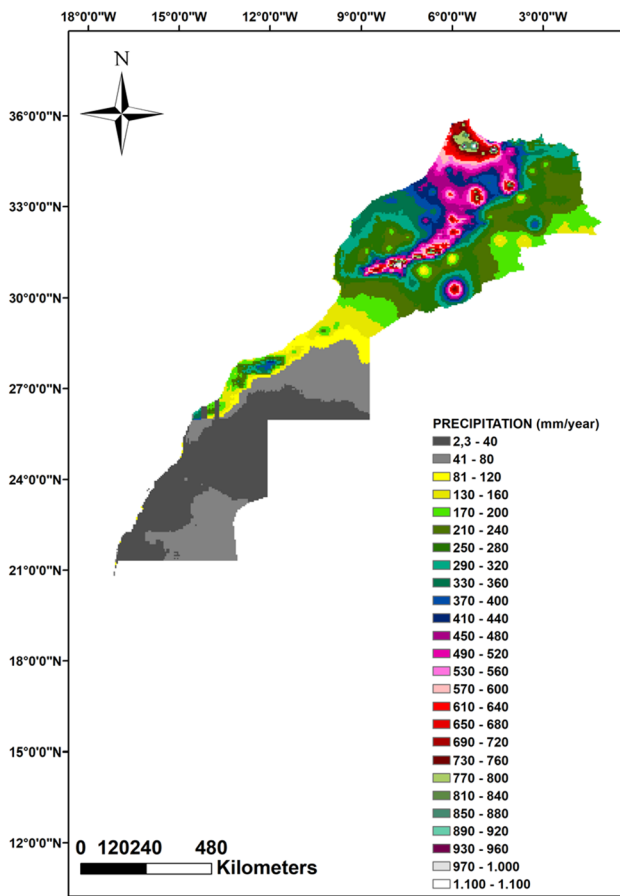 18°0'0"W 15°0'0"W 12°0'0"W 9°0'0"W 6°0'0"W 3°0'0"W
N
36°0'0"N
33°0'0"N
30°0'0"N
27°0'0"N
24°0'0"N
21°0'0"N
18°0'0"N
15°0'0"N
12°0'0"N
PRECIPITATION (mm/year)
2,3 - 40
41 - 80
81 - 120
130 - 160
170 - 200
210 - 240
250 - 280
290 - 320
330 - 360
370 - 400
410 - 440
450 - 480
490 - 520
530 - 560
570 - 600
610 - 640
650 - 680
690 - 720
730 - 760
770 - 800
810 - 840
850 - 880
890 - 920
930 - 960
970 - 1.000
1.100 - 1.100
0 120240 480
Kilometers